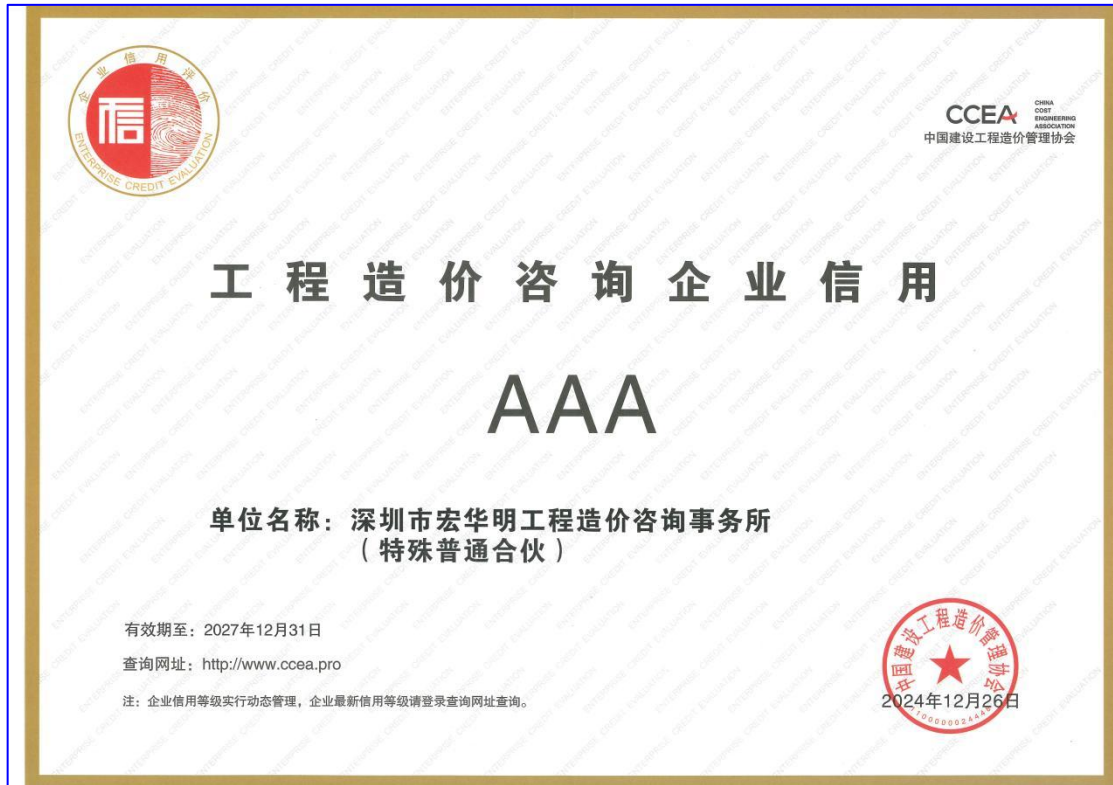 企业信用评价
信
ENTERPRISE CREDIT EVALUATION
CCEA CHINA COST ENGINEERING ASSOCIATION
中国建设工程造价管理协会
工程造价咨询企业信用
AAA
单位名称：深圳市宏华明工程造价咨询事务所
（特殊普通合伙）
有效期至：2027年12月31日
查询网址：http://www.ccea.pro
注：企业信用等级实行动态管理，企业最新信用等级请登录查询网址查询。
中国建设工程造价管理协会
2024年12月26日